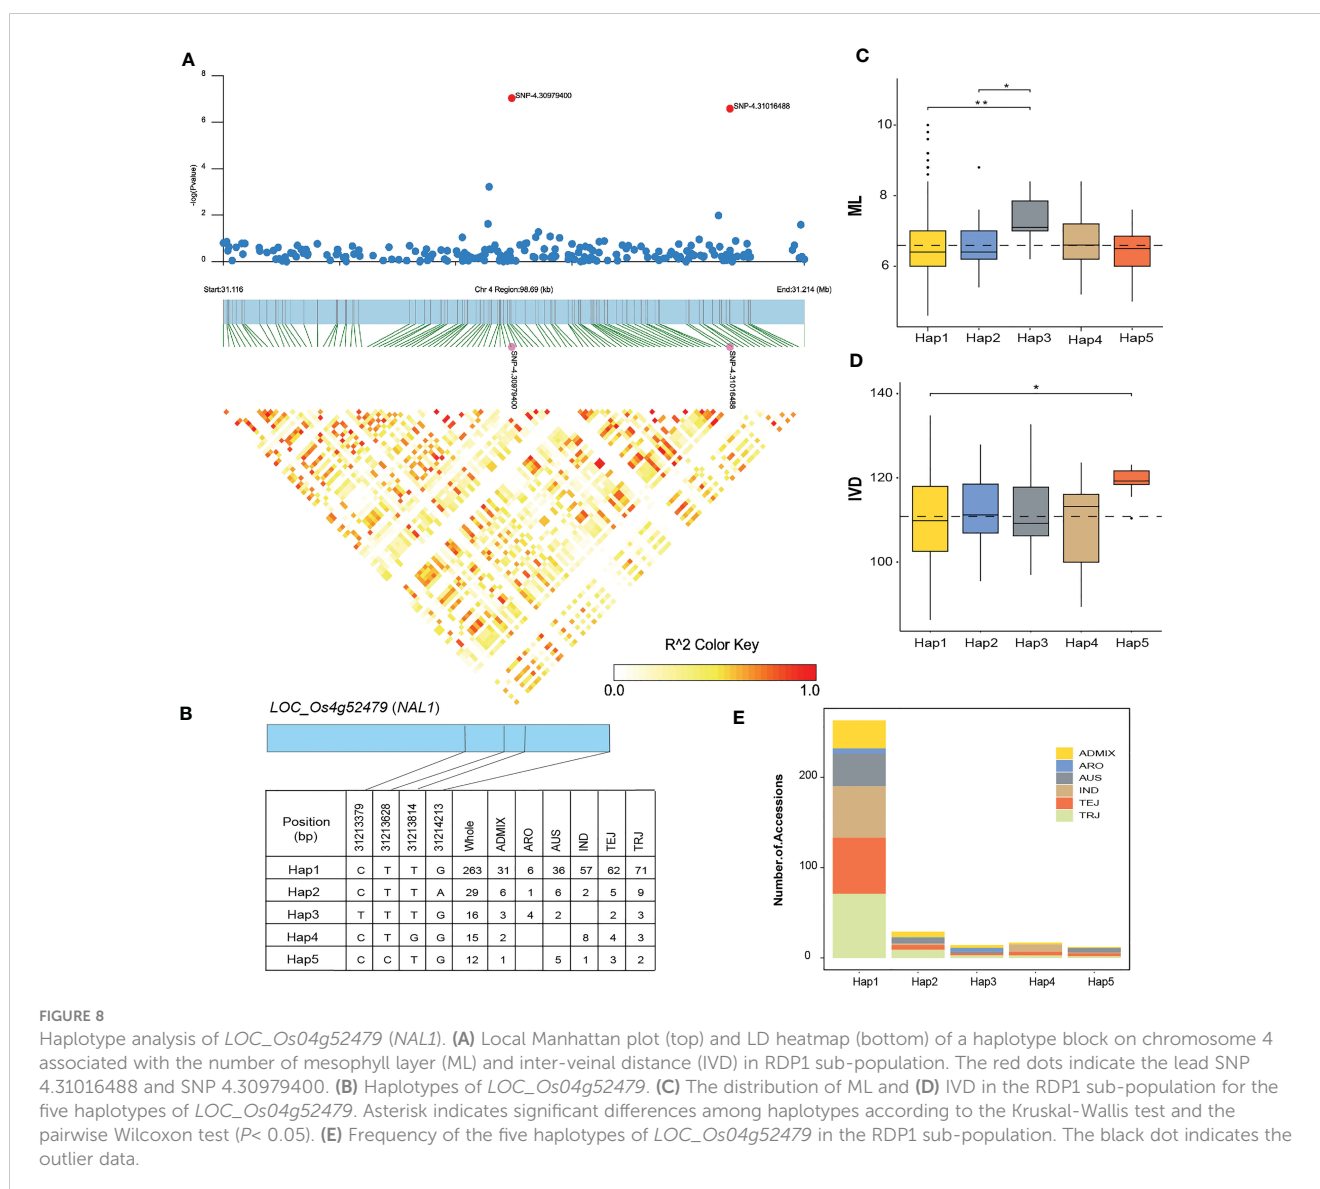 A
8
6
4
2
0
-log(Pvalue)
SNP-4.30979400
SNP-4.31016488
Start:31.116
Chr 4 Region:98.69 (kb)
End:31.214 (Mb)
SNP-4.30979400
SNP-4.31016488
R^2 Color Key
0.0
1.0
B
LOC_Os4g52479 (NAL1)
Position (bp) 31213379 31213628 31213814 31214213 Whole ADMIX ARO AUS IND TEJ TRJ
Hap1 C T T G 263 31 6 36 57 62 71
Hap2 C T T A 29 6 1 6 2 5 9
Hap3 T T T G 16 3 4 2 2 3
Hap4 C T G G 15 2 8 4 3
Hap5 C C T G 12 1 5 1 3 2
C
ML
10
8
6
**
*
Hap1 Hap2 Hap3 Hap4 Hap5
D
IVD
140
120
100
*
Hap1 Hap2 Hap3 Hap4 Hap5
E
Number.of.Accessions
200
100
0
ADMIX
ARO
AUS
IND
TEJ
TRJ
Hap1 Hap2 Hap3 Hap4 Hap5
FIGURE 8
Haplotype analysis of LOC_Os04g52479 (NAL1). (A) Local Manhattan plot (top) and LD heatmap (bottom) of a haplotype block on chromosome 4
associated with the number of mesophyll layer (ML) and inter-veinal distance (IVD) in RDP1 sub-population. The red dots indicate the lead SNP
4.31016488 and SNP 4.30979400. (B) Haplotypes of LOC_Os04g52479. (C) The distribution of ML and (D) IVD in the RDP1 sub-population for the
five haplotypes of LOC_Os04g52479. Asterisk indicates significant differences among haplotypes according to the Kruskal-Wallis test and the
pairwise Wilcoxon test (P< 0.05). (E) Frequency of the five haplotypes of LOC_Os04g52479 in the RDP1 sub-population. The black dot indicates the
outlier data.